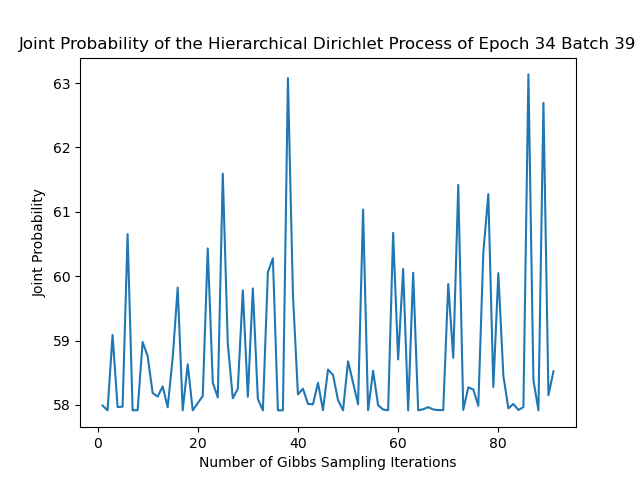 Joint Probability of the Hierarchical Dirichlet Process of Epoch 34 Batch 39
63
62
61
60
59
58
Joint Probability
0 20 40 60 80
Number of Gibbs Sampling Iterations